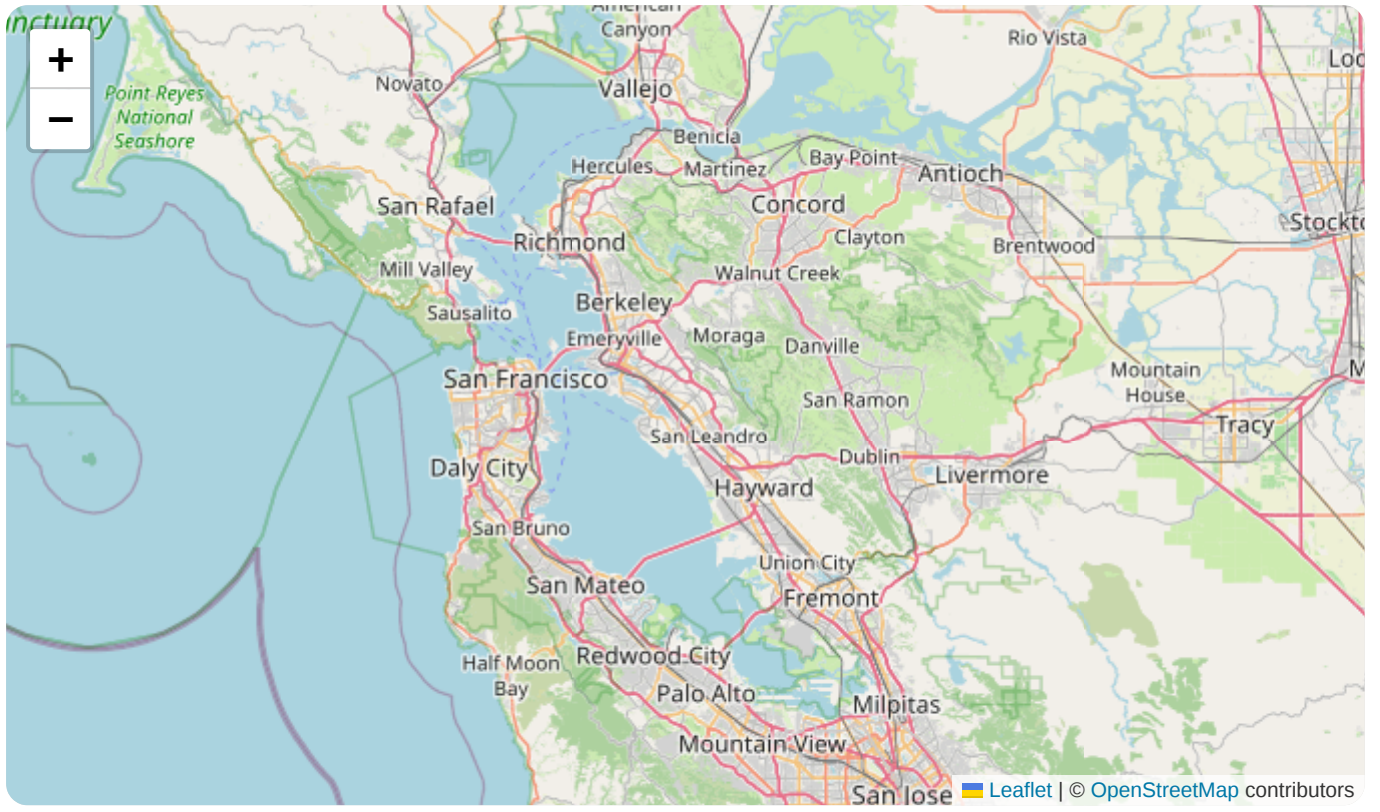 American
Canyon
nctuary
+
−
Rio Vista
Novato
Vallejo
Point Reyes
National
Seashore
Benicia
Hercules
Martinez
Bay Point
Antioch
San Rafael
Concord
Richmond
Clayton
Brentwood
Mill Valley
Walnut Creek
Berkeley
Sausalito
Emeryville
Moraga
Danville
San Francisco
Mountain
House
San Ramon
Tracy
San Leandro
Daly City
Dublin
Livermore
Hayward
San Bruno
Union City
San Mateo
Fremont
Half Moon
Bay
Redwood City
Palo Alto
Milpitas
Mountain View
San Jose
Leaflet | © OpenStreetMap contributors